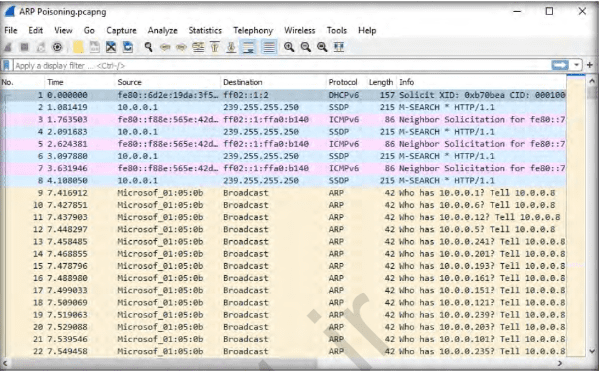 ARP Poisoning.pcapng
File Edit View Go Capture Analyze Statistics Telephony Wireless Tools Help
Apply a display filter ... <Ctrl-/>
No. Time Source Destination Protocol Length Info
1 0.000000 fe80::6d2e:19da:3f5… ff02::1:2 DHCPv6 157 Solicit XID: 0xb70bea CID: 000100
2 1.081419 10.0.0.1 239.255.255.250 SSDP 215 M-SEARCH * HTTP/1.1
3 1.763503 fe80::f88e:565e:42d… ff02::1:ffa0:b140 ICMPv6 86 Neighbor Solicitation for fe80::7
4 2.091683 10.0.0.1 239.255.255.250 SSDP 215 M-SEARCH * HTTP/1.1
5 2.624381 fe80::f88e:565e:42d… ff02::1:ffa0:b140 ICMPv6 86 Neighbor Solicitation for fe80::7
6 3.097880 10.0.0.1 239.255.255.250 SSDP 215 M-SEARCH * HTTP/1.1
7 3.631946 fe80::f88e:565e:42d… ff02::1:ffa0:b140 ICMPv6 86 Neighbor Solicitation for fe80::7
8 4.108050 10.0.0.1 239.255.255.250 SSDP 215 M-SEARCH * HTTP/1.1
9 7.416912 Microsof_01:05:0b Broadcast ARP 42 Who has 10.0.0.1? Tell 10.0.0.8
10 7.427851 Microsof_01:05:0b Broadcast ARP 42 Who has 10.0.0.6? Tell 10.0.0.8
11 7.437903 Microsof_01:05:0b Broadcast ARP 42 Who has 10.0.0.12? Tell 10.0.0.8
12 7.448297 Microsof_01:05:0b Broadcast ARP 42 Who has 10.0.0.5? Tell 10.0.0.8
13 7.458485 Microsof_01:05:0b Broadcast ARP 42 Who has 10.0.0.241? Tell 10.0.0.8
14 7.468855 Microsof_01:05:0b Broadcast ARP 42 Who has 10.0.0.201? Tell 10.0.0.8
15 7.478796 Microsof_01:05:0b Broadcast ARP 42 Who has 10.0.0.193? Tell 10.0.0.8
16 7.488980 Microsof_01:05:0b Broadcast ARP 42 Who has 10.0.0.161? Tell 10.0.0.8
17 7.499033 Microsof_01:05:0b Broadcast ARP 42 Who has 10.0.0.151? Tell 10.0.0.8
18 7.509069 Microsof_01:05:0b Broadcast ARP 42 Who has 10.0.0.121? Tell 10.0.0.8
19 7.519063 Microsof_01:05:0b Broadcast ARP 42 Who has 10.0.0.239? Tell 10.0.0.8
20 7.529088 Microsof_01:05:0b Broadcast ARP 42 Who has 10.0.0.203? Tell 10.0.0.8
21 7.539546 Microsof_01:05:0b Broadcast ARP 42 Who has 10.0.0.101? Tell 10.0.0.8
22 7.549458 Microsof_01:05:0b Broadcast ARP 42 Who has 10.0.0.235? Tell 10.0.0.8